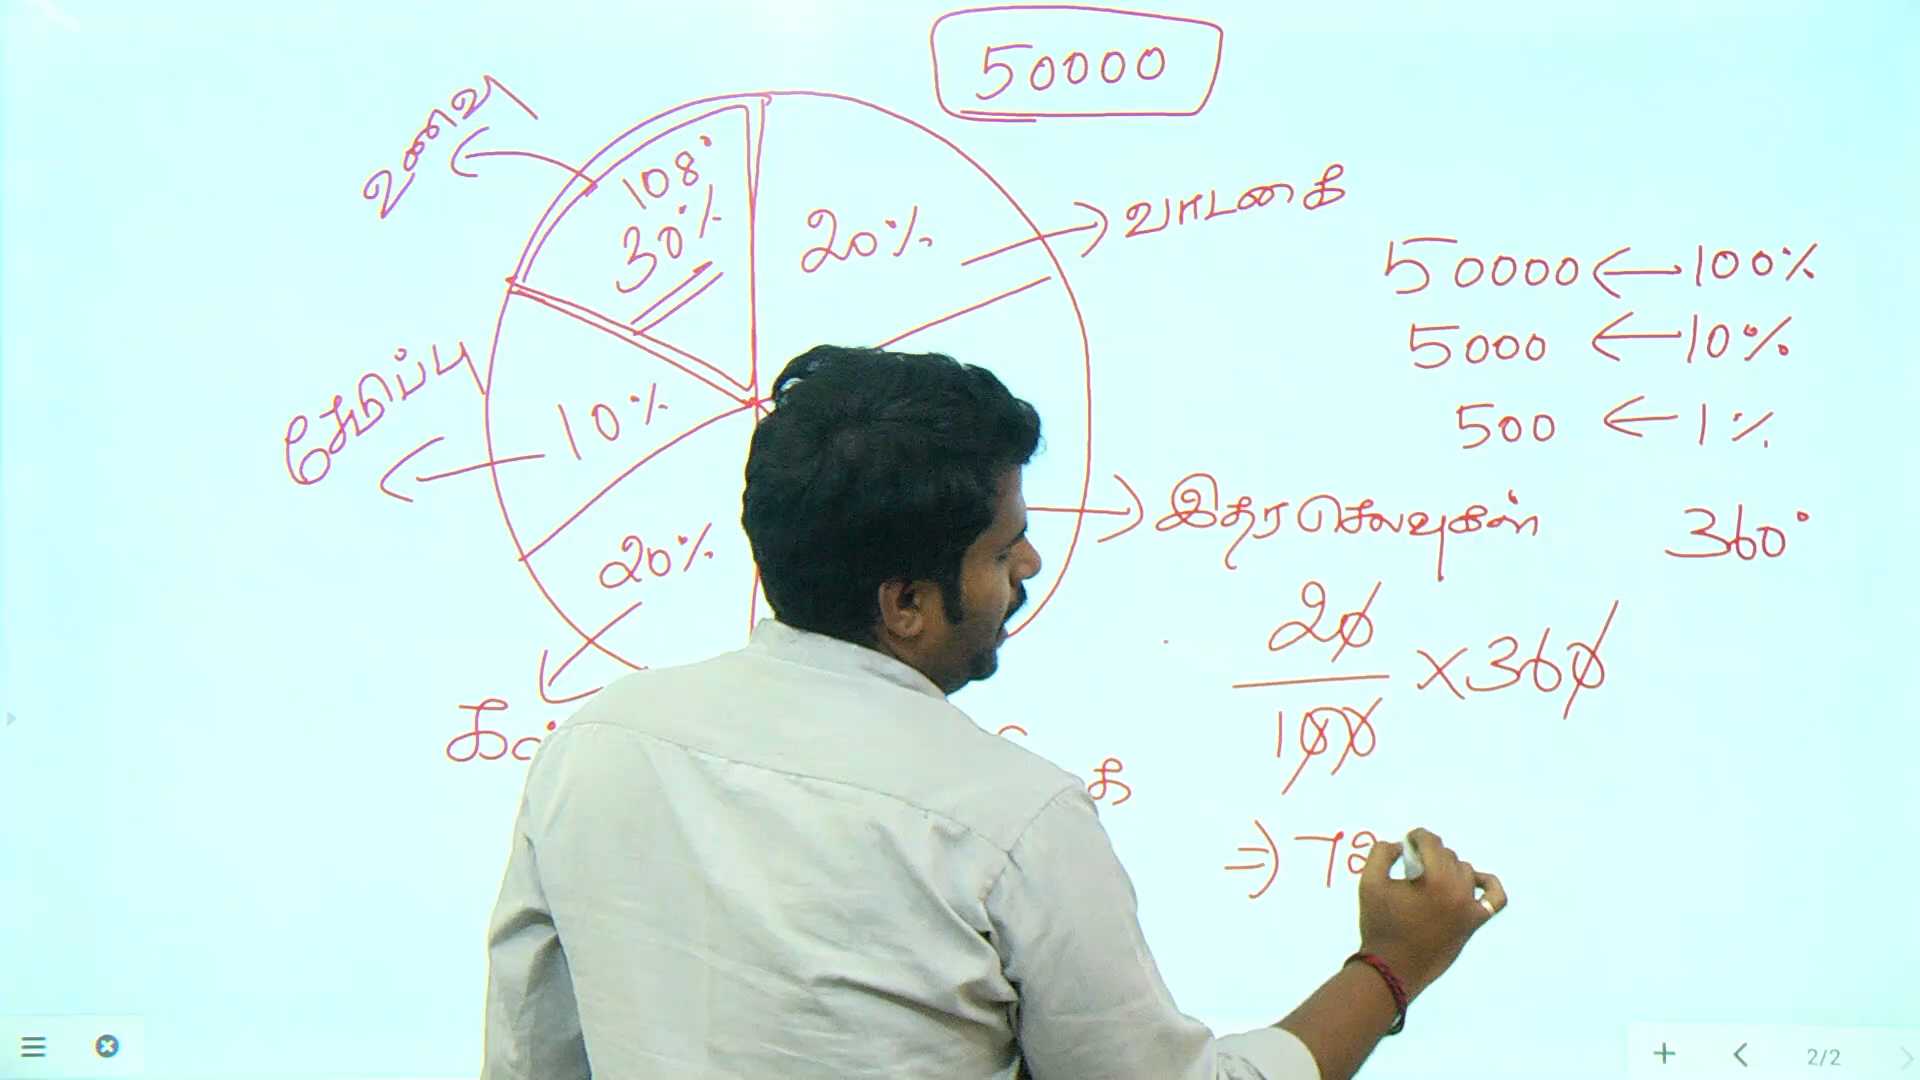 50000
உணவு
108°
30%
20%
வாடகை
50000 ← 100%
5000 ← 10%
500 ← 1%
சேமிப்பு
10%
இதர செலவுகள்
360°
20%
20/100 × 360
⇒ 72
2/2